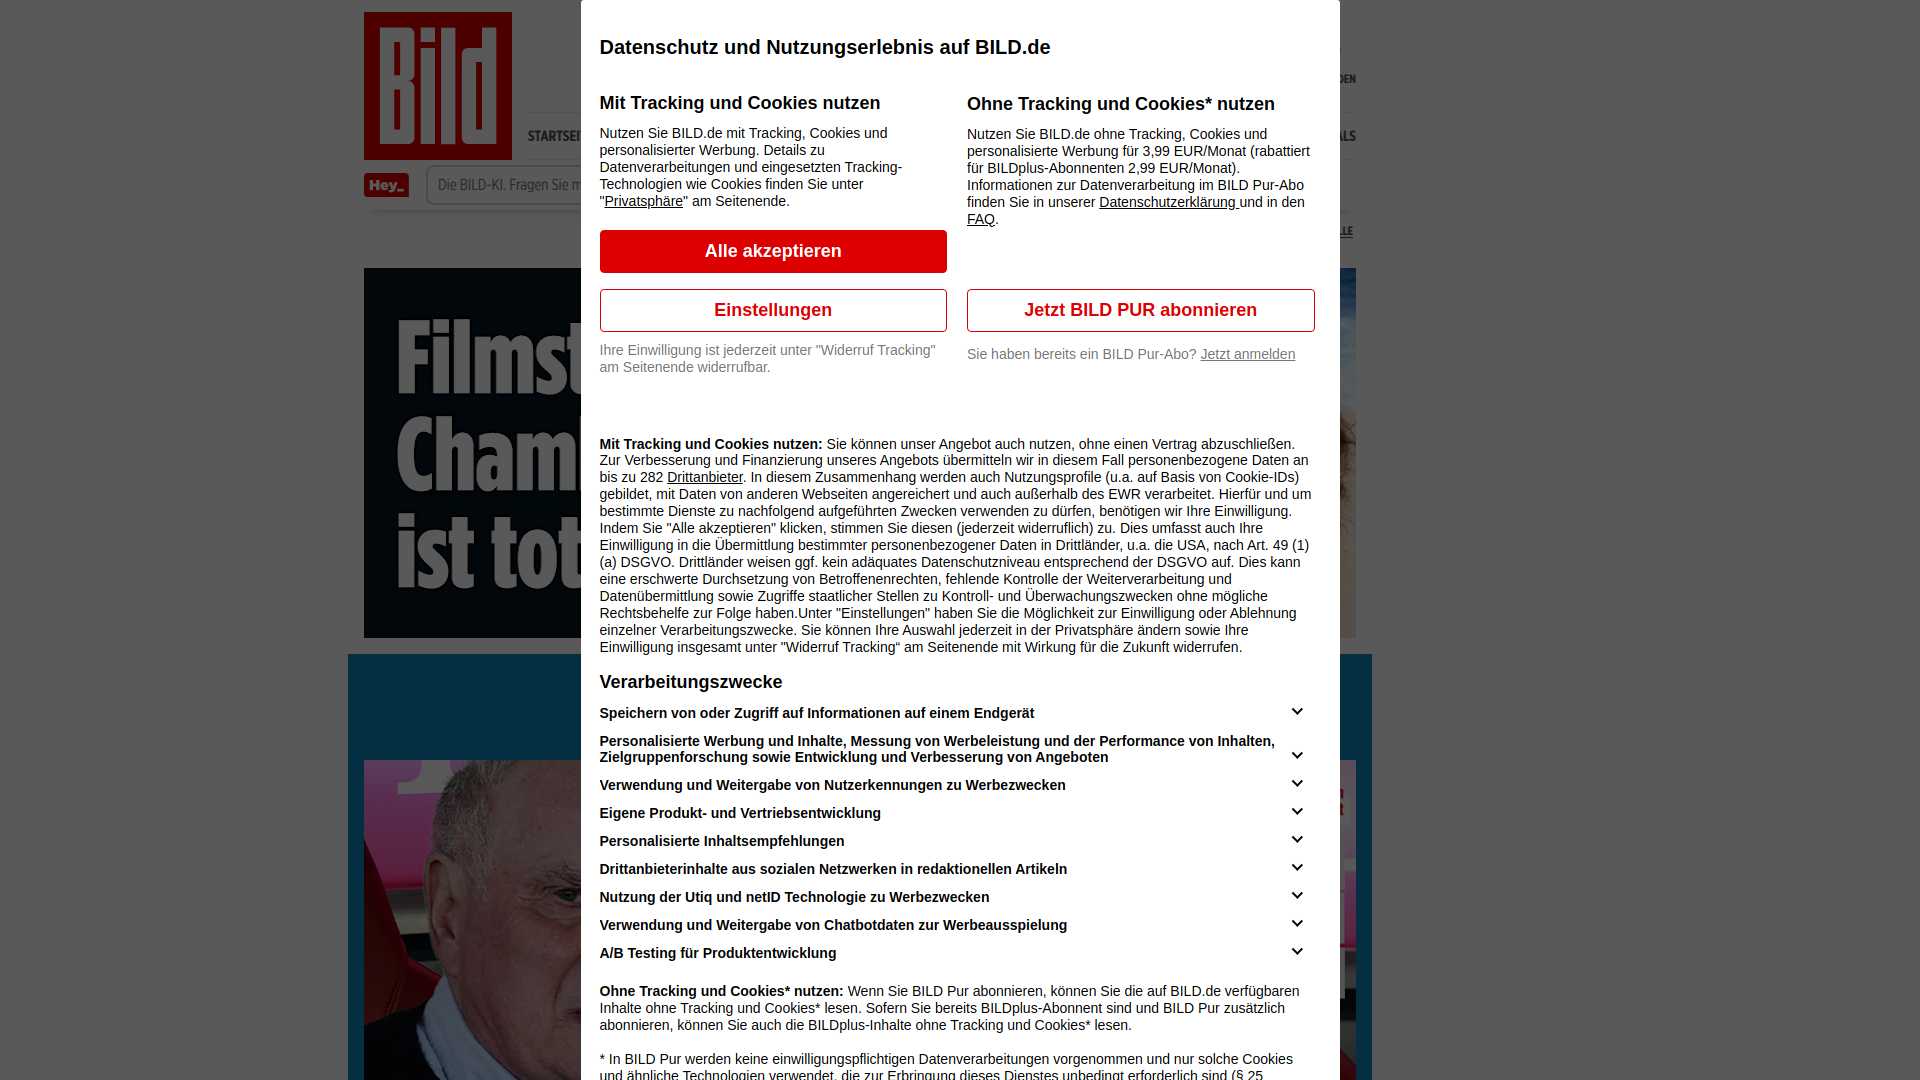 Bild
Datenschutz und Nutzungserlebnis auf BILD.de
Mit Tracking und Cookies nutzen
Nutzen Sie BILD.de mit Tracking, Cookies und
personalisierter Werbung. Details zu
Datenverarbeitungen und eingesetzten Tracking-
Technologien wie Cookies finden Sie unter
"Privatsphäre" am Seitenende.
Alle akzeptieren
Einstellungen
Ihre Einwilligung ist jederzeit unter "Widerruf Tracking"
am Seitenende widerrufbar.
Ohne Tracking und Cookies* nutzen
Nutzen Sie BILD.de ohne Tracking, Cookies und
personalisierte Werbung für 3,99 EUR/Monat (rabattiert
für BILDplus-Abonnenten 2,99 EUR/Monat).
Informationen zur Datenverarbeitung im BILD Pur-Abo
finden Sie in unserer Datenschutzerklärung und in den
FAQ.
Jetzt BILD PUR abonnieren
Sie haben bereits ein BILD Pur-Abo? Jetzt anmelden
Mit Tracking und Cookies nutzen: Sie können unser Angebot auch nutzen, ohne einen Vertrag abzuschließen.
Zur Verbesserung und Finanzierung unseres Angebots übermitteln wir in diesem Fall personenbezogene Daten an
bis zu 282 Drittanbieter. In diesem Zusammenhang werden auch Nutzungsprofile (u.a. auf Basis von Cookie-IDs)
gebildet, mit Daten von anderen Webseiten angereichert und auch außerhalb des EWR verarbeitet. Hierfür und um
bestimmte Dienste zu nachfolgend aufgeführten Zwecken verwenden zu dürfen, benötigen wir Ihre Einwilligung.
Indem Sie "Alle akzeptieren" klicken, stimmen Sie diesen (jederzeit widerruflich) zu. Dies umfasst auch Ihre
Einwilligung in die Übermittlung bestimmter personenbezogener Daten in Drittländer, u.a. die USA, nach Art. 49 (1)
(a) DSGVO. Drittländer weisen ggf. kein adäquates Datenschutzniveau entsprechend der DSGVO auf. Dies kann
eine erschwerte Durchsetzung von Betroffenenrechten, fehlende Kontrolle der Weiterverarbeitung und
Datenübermittlung sowie Zugriffe staatlicher Stellen zu Kontroll- und Überwachungszwecken ohne mögliche
Rechtsbehelfe zur Folge haben.Unter "Einstellungen" haben Sie die Möglichkeit zur Einwilligung oder Ablehnung
einzelner Verarbeitungszwecke. Sie können Ihre Auswahl jederzeit in der Privatsphäre ändern sowie Ihre
Einwilligung insgesamt unter "Widerruf Tracking“ am Seitenende mit Wirkung für die Zukunft widerrufen.
Verarbeitungszwecke
Speichern von oder Zugriff auf Informationen auf einem Endgerät
Personalisierte Werbung und Inhalte, Messung von Werbeleistung und der Performance von Inhalten,
Zielgruppenforschung sowie Entwicklung und Verbesserung von Angeboten
Verwendung und Weitergabe von Nutzerkennungen zu Werbezwecken
Eigene Produkt- und Vertriebsentwicklung
Personalisierte Inhaltsempfehlungen
Drittanbieterinhalte aus sozialen Netzwerken in redaktionellen Artikeln
Nutzung der Utiq und netID Technologie zu Werbezwecken
Verwendung und Weitergabe von Chatbotdaten zur Werbeausspielung
A/B Testing für Produktentwicklung
Ohne Tracking und Cookies* nutzen: Wenn Sie BILD Pur abonnieren, können Sie die auf BILD.de verfügbaren
Inhalte ohne Tracking und Cookies* lesen. Sofern Sie bereits BILDplus-Abonnent sind und BILD Pur zusätzlich
abonnieren, können Sie auch die BILDplus-Inhalte ohne Tracking und Cookies* lesen.
* In BILD Pur werden keine einwilligungspflichtigen Datenverarbeitungen vorgenommen und nur solche Cookies
und ähnliche Technologien verwendet, die zur Erbringung dieses Dienstes unbedingt erforderlich sind (§ 25
STARTSEI
Hey_
Die BILD-KI. Fragen Sie m
DEN
ALS
LLE
Filmst
Cham
ist tot